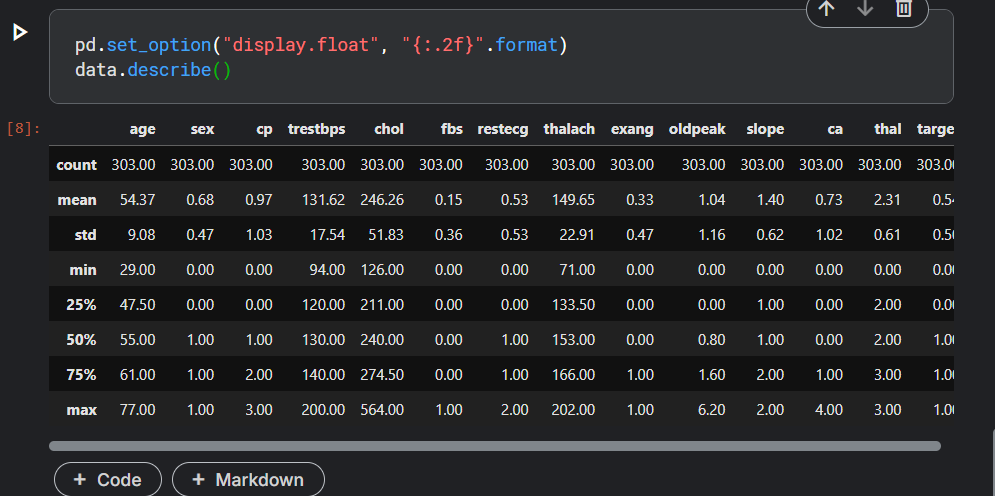 pd.set_option("display.float", "{:.2f}".format)
data.describe()
[8]:
age sex cp trestbps chol fbs restecg thalach exang oldpeak slope ca thal targe
count 303.00 303.00 303.00 303.00 303.00 303.00 303.00 303.00 303.00 303.00 303.00 303.00 303.00 303.0
mean 54.37 0.68 0.97 131.62 246.26 0.15 0.53 149.65 0.33 1.04 1.40 0.73 2.31 0.5
std 9.08 0.47 1.03 17.54 51.83 0.36 0.53 22.91 0.47 1.16 0.62 1.02 0.61 0.5
min 29.00 0.00 0.00 94.00 126.00 0.00 0.00 71.00 0.00 0.00 0.00 0.00 0.00 0.0
25% 47.50 0.00 0.00 120.00 211.00 0.00 0.00 133.50 0.00 0.00 1.00 0.00 2.00 0.0
50% 55.00 1.00 1.00 130.00 240.00 0.00 1.00 153.00 0.00 0.80 1.00 0.00 2.00 1.0
75% 61.00 1.00 2.00 140.00 274.50 0.00 1.00 166.00 1.00 1.60 2.00 1.00 3.00 1.0
max 77.00 1.00 3.00 200.00 564.00 1.00 2.00 202.00 1.00 6.20 2.00 4.00 3.00 1.0
+ Code + Markdown